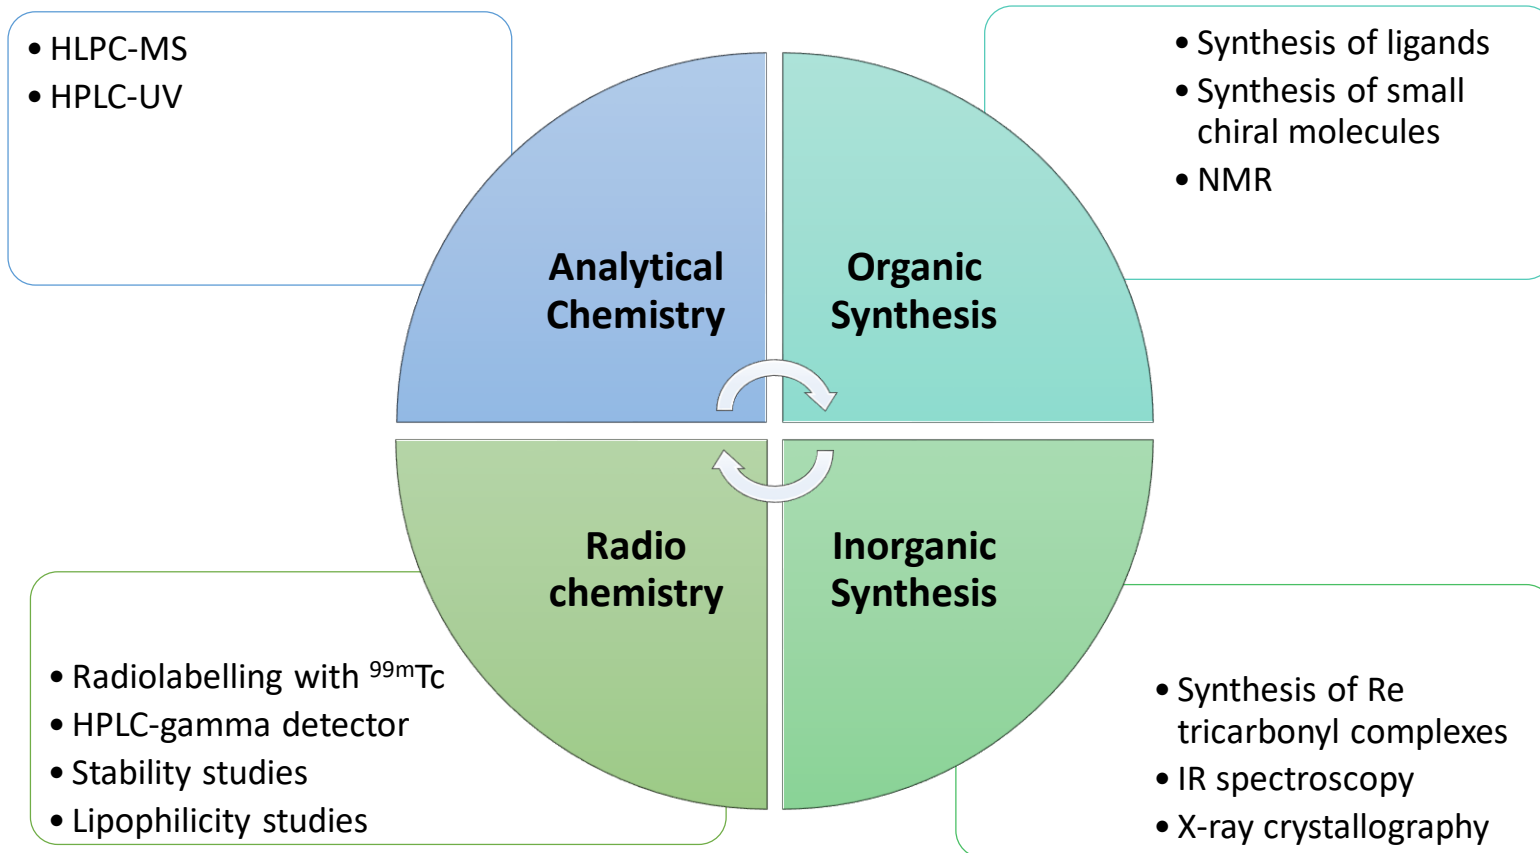 • HLPC-MS
• HPLC-UV
• Synthesis of ligands
• Synthesis of small
chiral molecules
• NMR
Analytical
Chemistry
Organic
Synthesis
Radio
chemistry
Inorganic
Synthesis
• Radiolabelling with ⁹⁹ᵐTc
• HPLC-gamma detector
• Stability studies
• Lipophilicity studies
• Synthesis of Re
tricarbonyl complexes
• IR spectroscopy
• X-ray crystallography